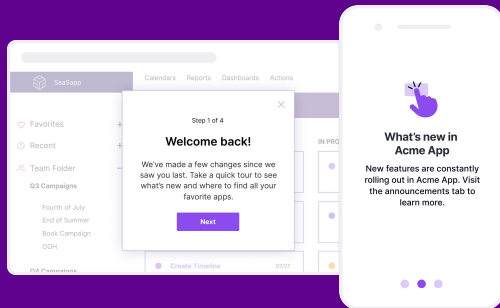 SaaSapp
Calendars Reports Dashboards Actions
Favorites +
Recent +
Team Folder –
Q3 Campaigns
Fourth of July
End of Summer
Book Campaign
OOH
Q4 Campaigns
IN PRO
Create Timeline 07/27
Step 1 of 4
Welcome back!
We've made a few changes since we
saw you last. Take a quick tour to see
what's new and where to find all your
favorite apps.
Next
What's new in
Acme App
New features are constantly
rolling out in Acme App. Visit
the announcements tab to
learn more.